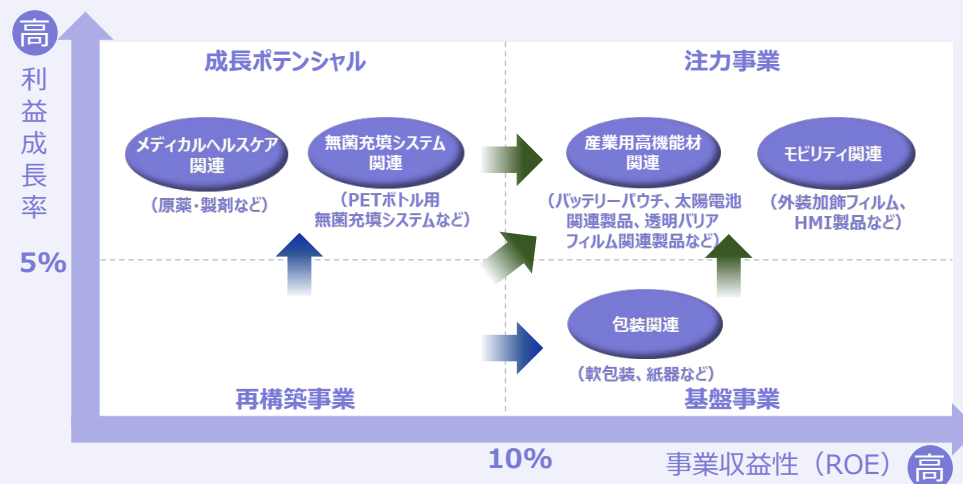 高
利益成長率
成長ポテンシャル
注力事業
メディカルヘルスケア
関連
（原薬・製剤など）
無菌充填システム
関連
（PETボトル用
無菌充填システムなど）
産業用高機能材
関連
（バッテリーパウチ、太陽電池
関連製品、透明バリア
フィルム関連製品など）
モビリティ関連
（外装加飾フィルム、
HMI製品など）
5%
包装関連
（軟包装、紙器など）
再構築事業
基盤事業
10%
事業収益性（ROE）
高